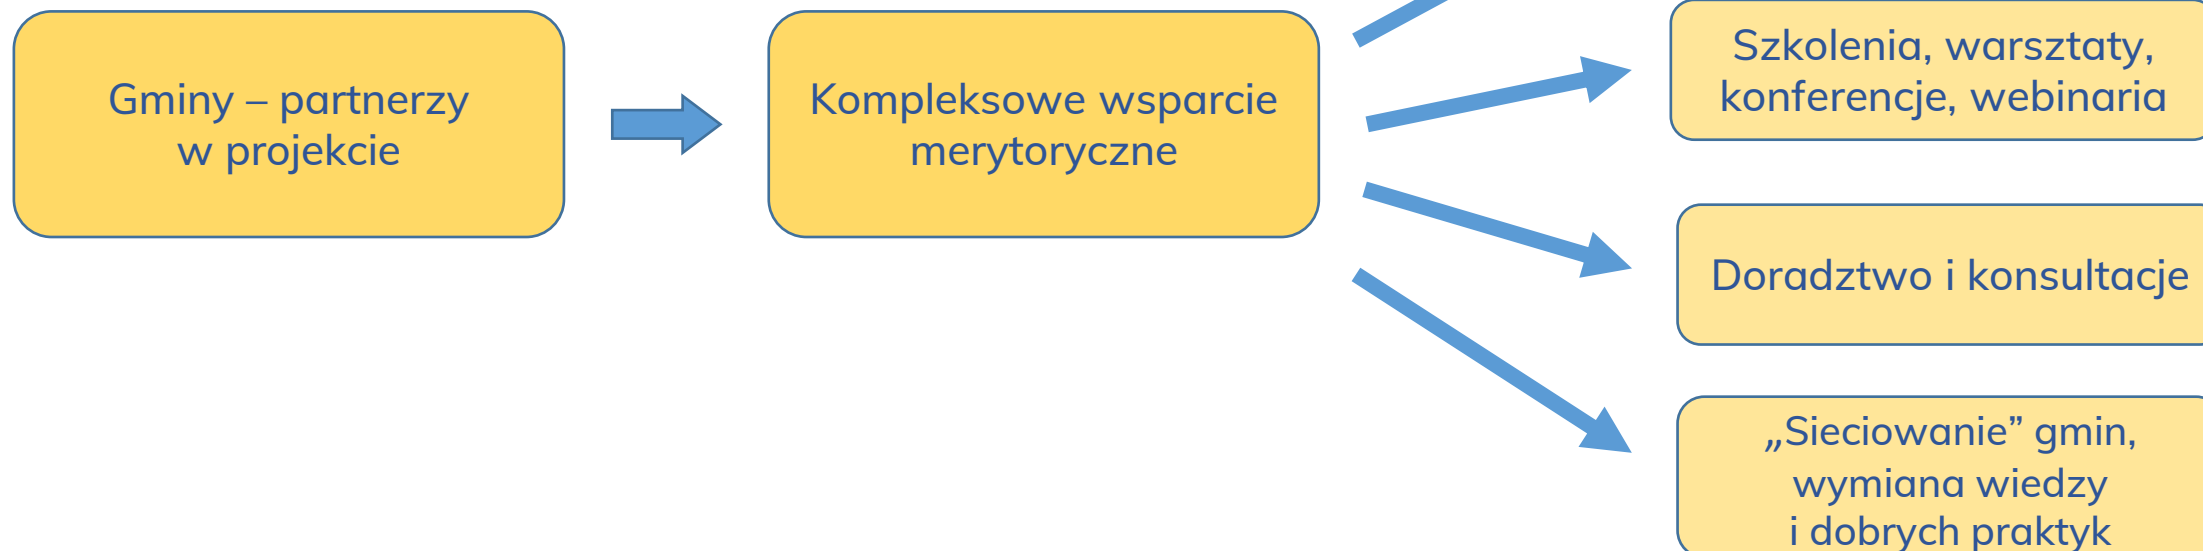 Gminy – partnerzy
w projekcie
Kompleksowe wsparcie
merytoryczne
Szkolenia, warsztaty,
konferencje, webinaria
Doradztwo i konsultacje
„Sieciowanie” gmin,
wymiana wiedzy
i dobrych praktyk